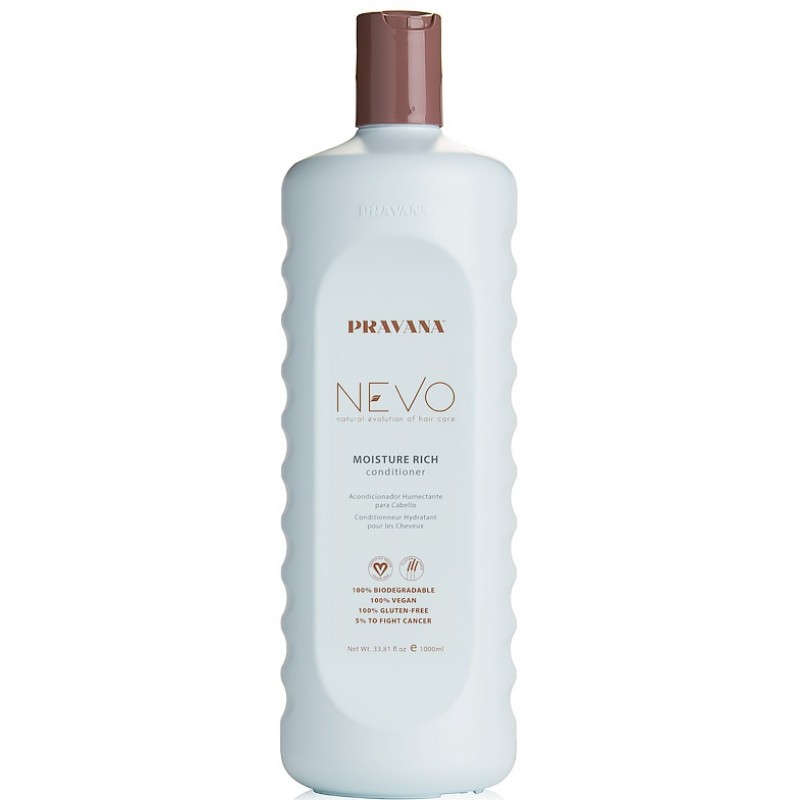 PRAVANA
PRAVANA
NEVO
natural evolution of hair care
MOISTURE RICH
conditioner
Acondicionador Humectante
para Cabello
Conditionneur Hydratant
pour les Cheveux
100% BIODEGRADABLE
100% VEGAN
100% GLUTEN-FREE
5% TO FIGHT CANCER
Net Wt. 33.81 fl oz e 1000ml